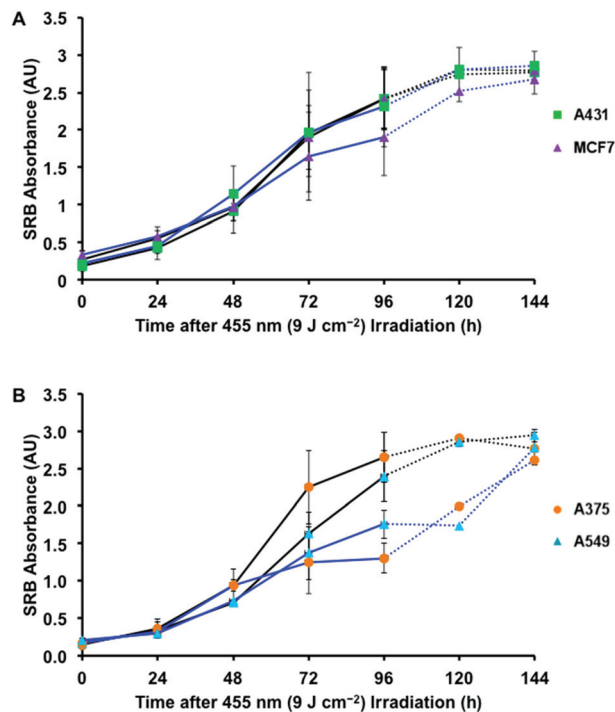 A
SRB Absorbance (AU)
3.5
3
2.5
2
1.5
1
0.5
0
0 24 48 72 96 120 144
Time after 455 nm (9 J cm⁻²) Irradiation (h)
A431
MCF7
B
SRB Absorbance (AU)
3.5
3.0
2.5
2.0
1.5
1.0
0.5
0.0
0 24 48 72 96 120 144
Time after 455 nm (9 J cm⁻²) Irradiation (h)
A375
A549